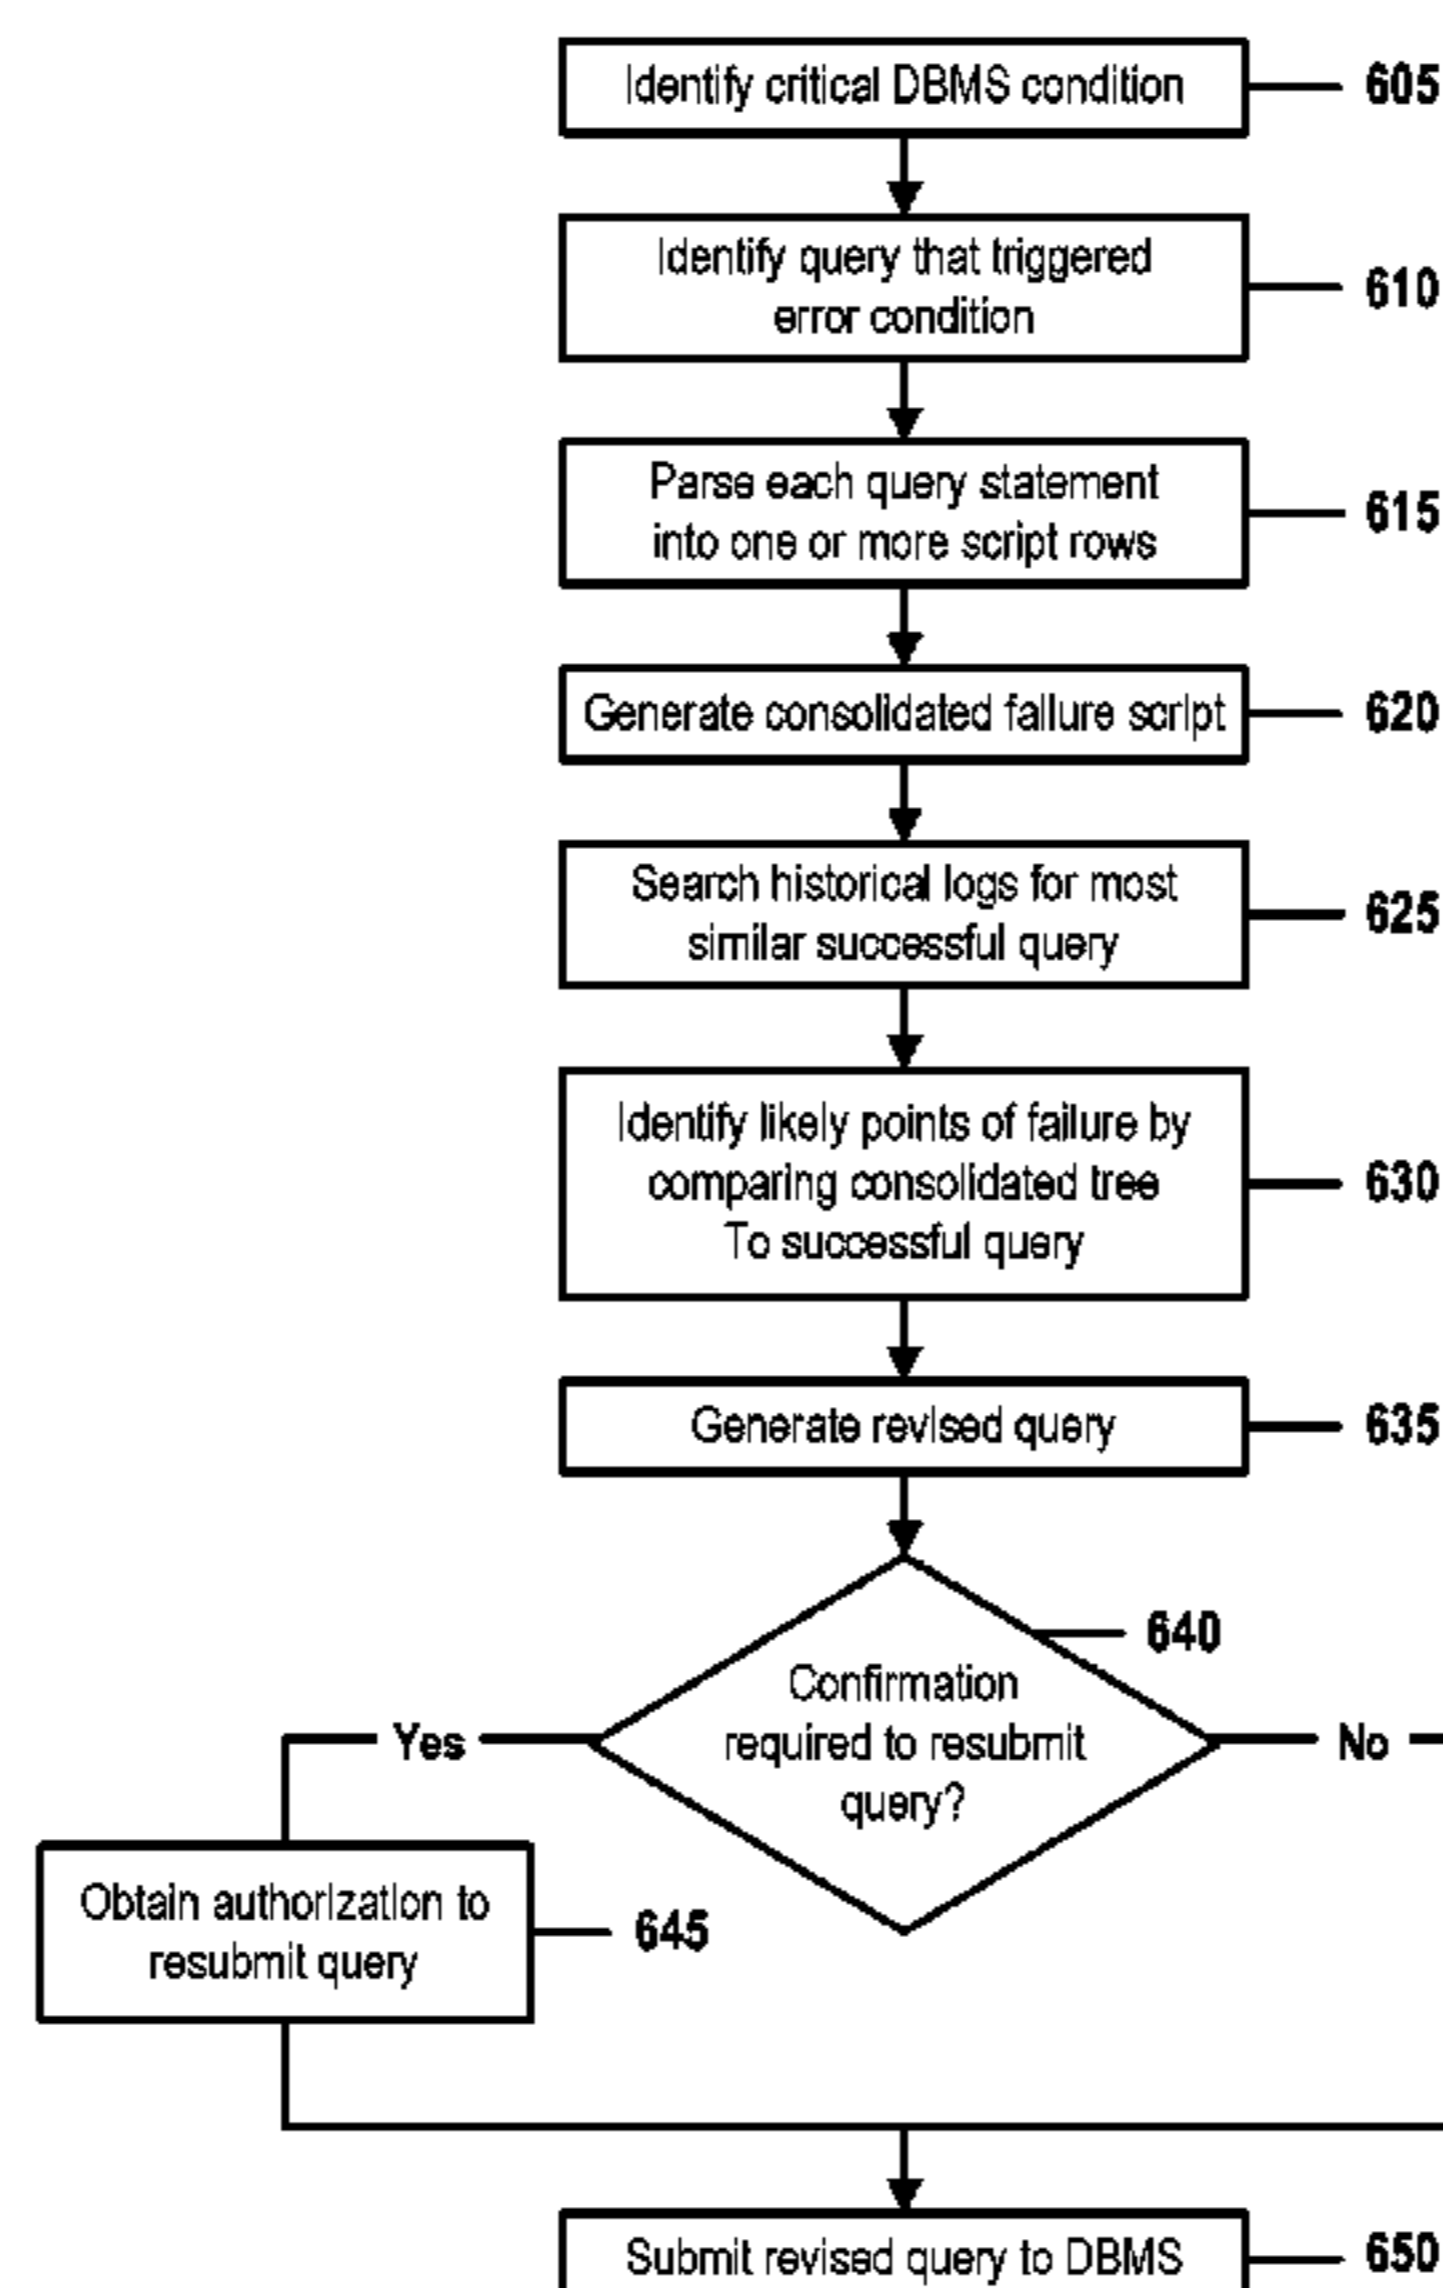 Identify critical DBMS condition
605
Identify query that triggered
error condition
610
Parse each query statement
into one or more script rows
615
Generate consolidated failure script
620
Search historical logs for most
similar successful query
625
Identify likely points of failure by
comparing consolidated tree
To successful query
630
Generate revised query
635
640
Confirmation
required to resubmit
query?
Yes
No
Obtain authorization to
resubmit query
645
Submit revised query to DBMS
650